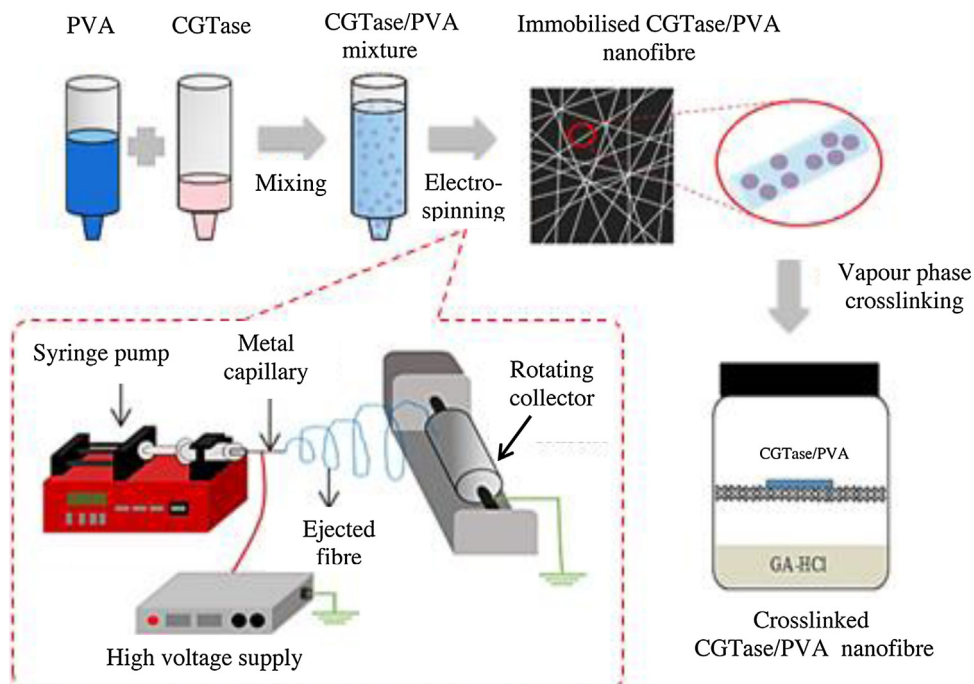 PVA
CGTase
CGTase/PVA
mixture
Immobilised CGTase/PVA
nanofibre
Mixing
Electro-
spinning
Vapour phase
crosslinking
Syringe pump
Metal
capillary
Rotating
collector
Ejected
fibre
High voltage supply
CGTase/PVA
GA-HCl
Crosslinked
CGTase/PVA nanofibre